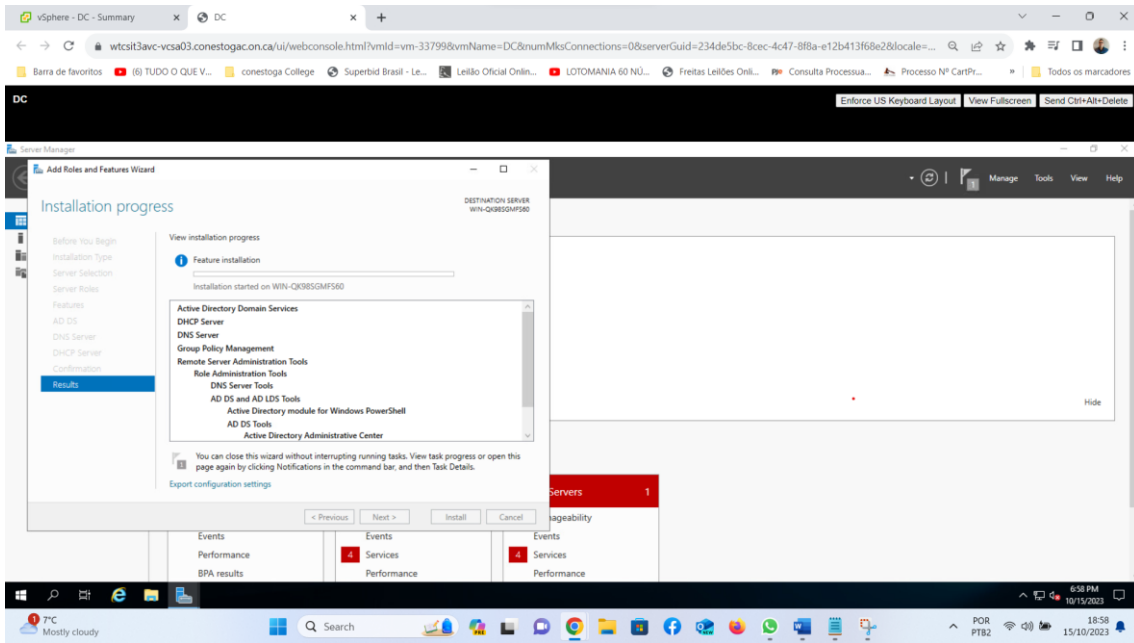 vSphere - DC - Summary
DC
wtcsit3avc-vcsa03.conestogac.on.ca/ui/webconsole.html?vmId=vm-33799&vmName=DC&numMksConnections=0&serverGuid=234de5bc-8cec-4c47-8f8a-e12b413f68e2&locale=...
Barra de favoritos
(6) TUDO O QUE V...
conestoga College
Superbid Brasil - Le...
Leilão Oficial Onlin...
LOTOMANIA 60 NÚ...
Freitas Leilões Onli...
Consulta Processua...
Processo Nº CartPr...
»
Todos os marcadores
DC
Enforce US Keyboard Layout
View Fullscreen
Send Ctrl+Alt+Delete
Server Manager
Add Roles and Features Wizard
1
Manage
Tools
View
Help
Installation progress
DESTINATION SERVER
WIN-QK98SGMFS60
Before You Begin
Installation Type
Server Selection
Server Roles
Features
AD DS
DNS Server
DHCP Server
Confirmation
Results
View installation progress
Feature installation
Installation started on WIN-QK98SGMFS60
Active Directory Domain Services
DHCP Server
DNS Server
Group Policy Management
Remote Server Administration Tools
Role Administration Tools
DNS Server Tools
AD DS and AD LDS Tools
Active Directory module for Windows PowerShell
AD DS Tools
Active Directory Administrative Center
1
You can close this wizard without interrupting running tasks. View task progress or open this
page again by clicking Notifications in the command bar, and then Task Details.
Export configuration settings
< Previous
Next >
Install
Cancel
Hide
Servers 1
Events
Performance
BPA results
Events
4 Services
Performance
Events
4 Services
Performance
6:58 PM
10/15/2023
1
7°C
Mostly cloudy
Search
POR
PTB2
18:58
15/10/2023